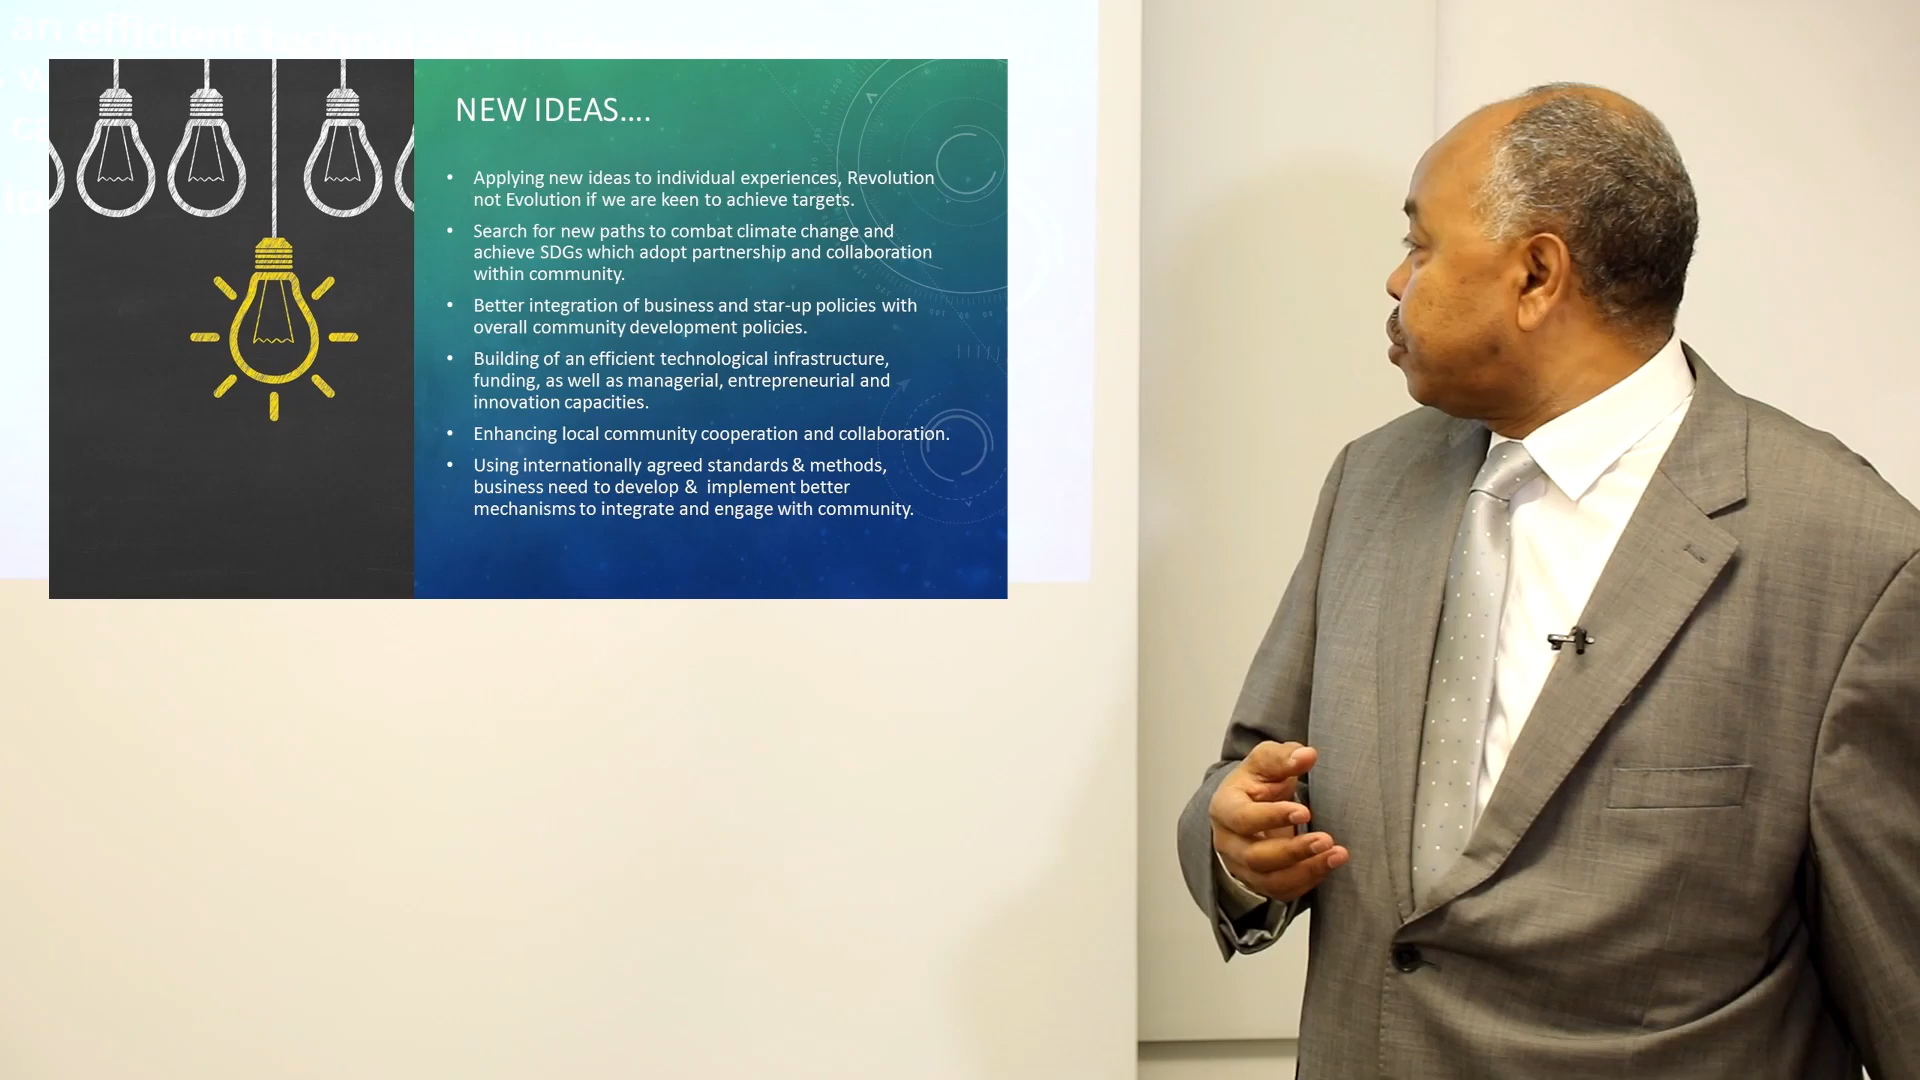 an efficient
NEW IDEAS....
• Applying new ideas to individual experiences, Revolution
not Evolution if we are keen to achieve targets.
• Search for new paths to combat climate change and
achieve SDGs which adopt partnership and collaboration
within community.
• Better integration of business and star-up policies with
overall community development policies.
• Building of an efficient technological infrastructure,
funding, as well as managerial, entrepreneurial and
innovation capacities.
• Enhancing local community cooperation and collaboration.
• Using internationally agreed standards & methods,
business need to develop &  implement better
mechanisms to integrate and engage with community.